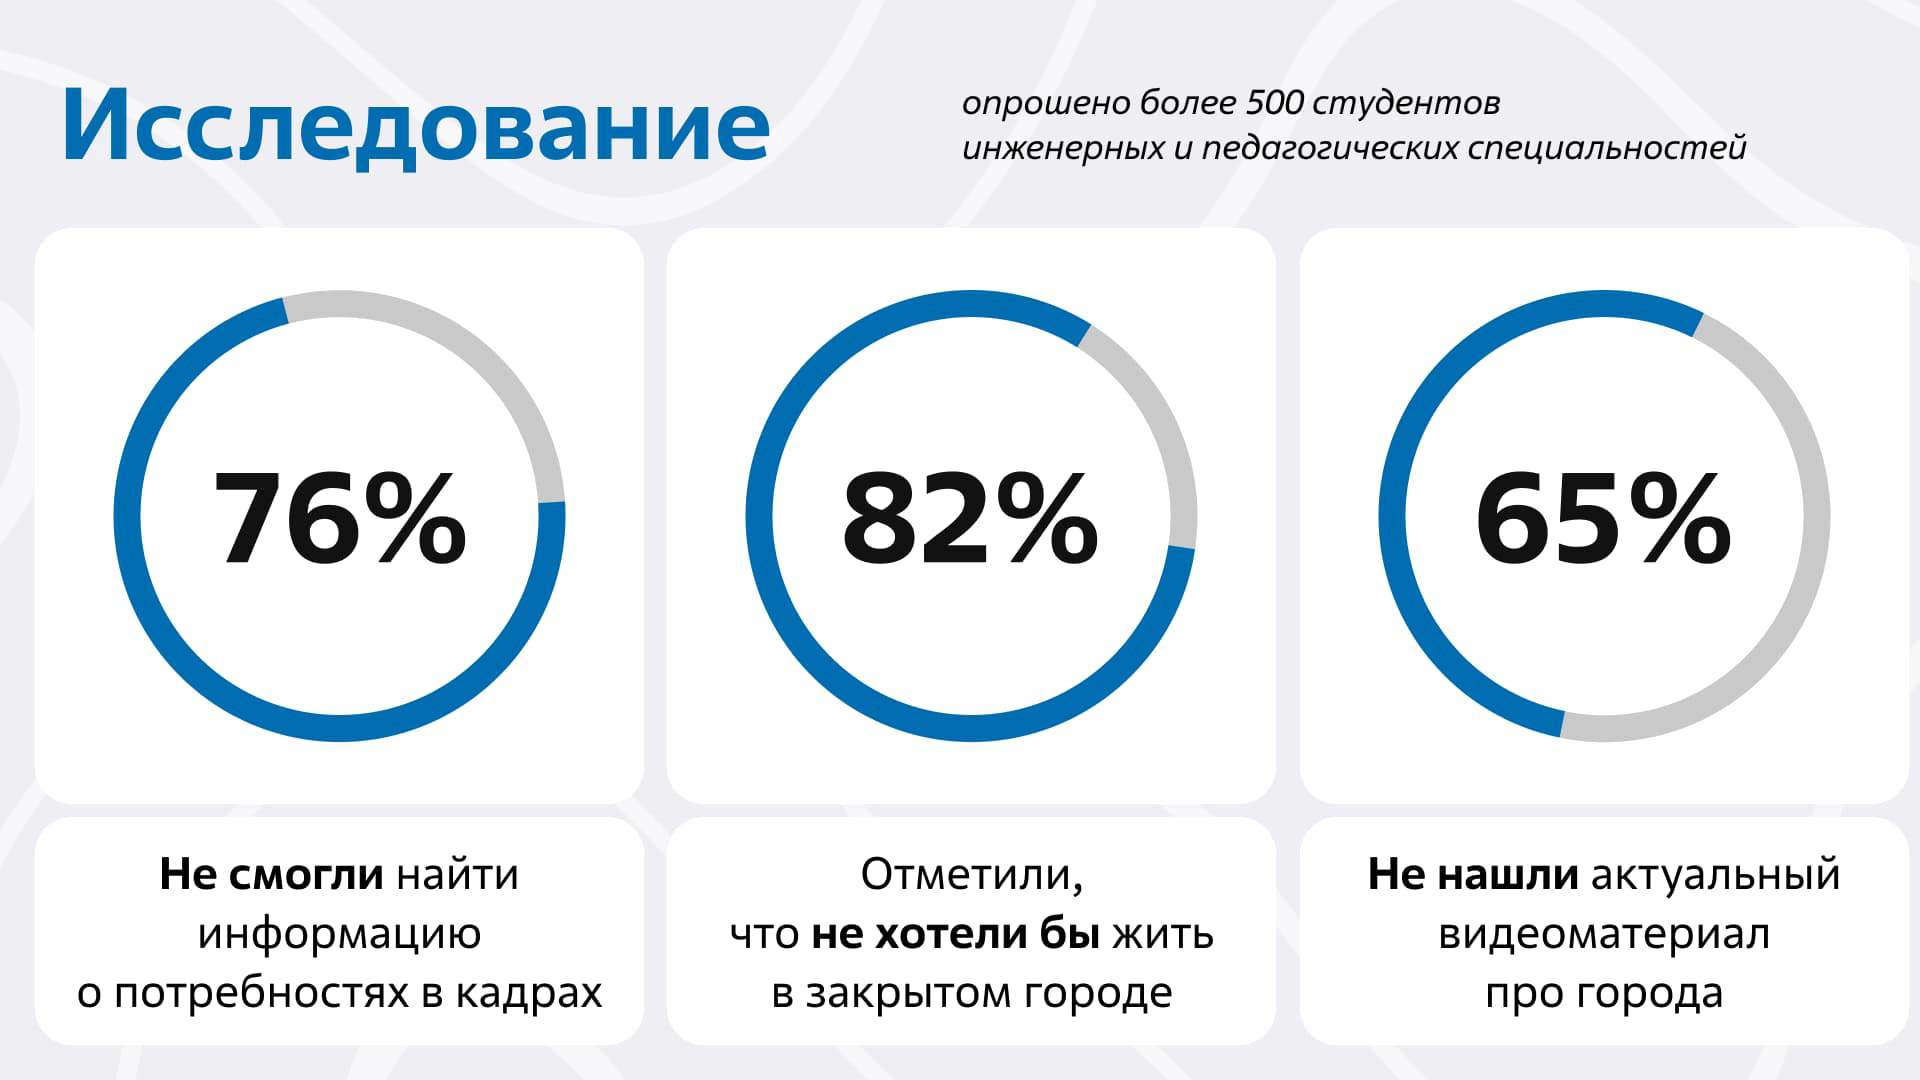 Исследование
опрошено более 500 студентов
инженерных и педагогических специальностей
76%
82%
65%
Не смогли найти
информацию
о потребностях в кадрах
Отметили,
что не хотели бы жить
в закрытом городе
Не нашли актуальный
видеоматериал
про города